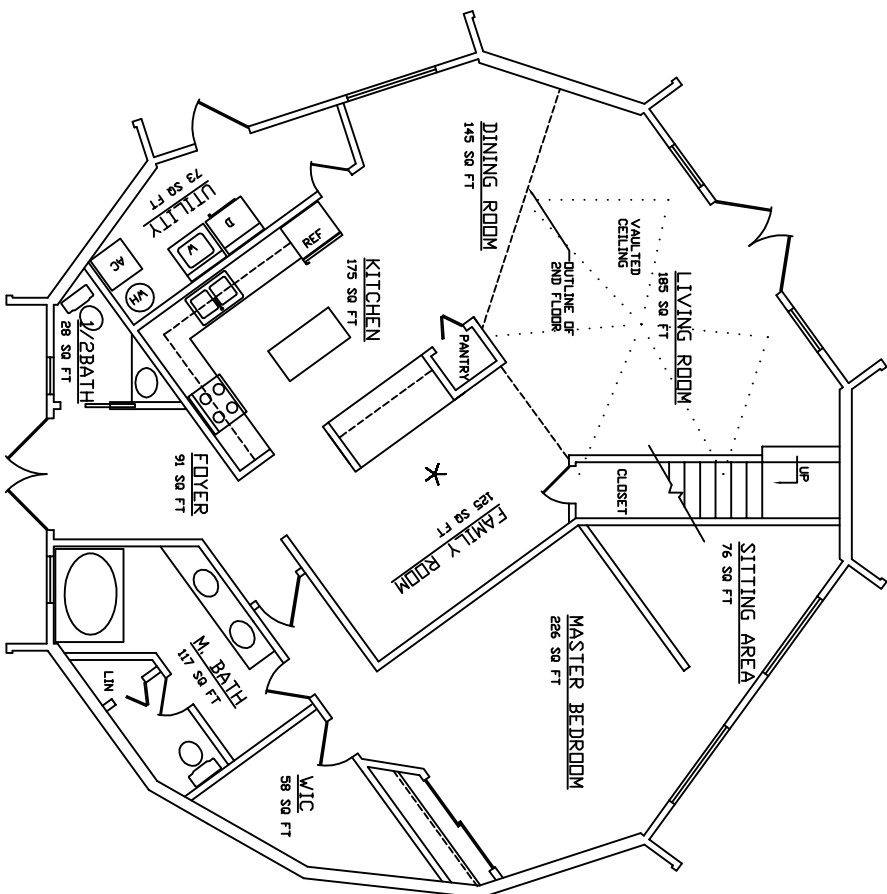 DINING ROOM
145 SQ FT
VAULTED
CEILING
OUTLINE OF
2ND FLOOR
LIVING ROOM
185 SQ FT
UTILITY
73 SQ FT
D
W
AC
WH
REF
KITCHEN
175 SQ FT
PANTRY
1/2BATH
28 SQ FT
FOYER
91 SQ FT
FAMILY ROOM
125 SQ FT
CLOSET
UP
SITTING AREA
76 SQ FT
MASTER BEDROOM
226 SQ FT
M. BATH
117 SQ FT
LIN
WIC
58 SQ FT